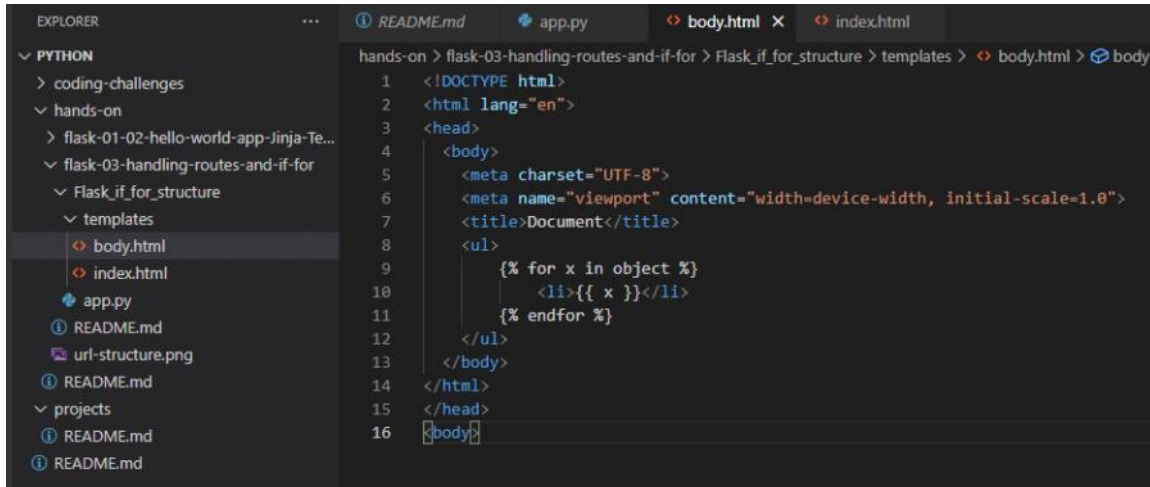 EXPLORER
...
PYTHON
coding-challenges
hands-on
flask-01-02-hello-world-app-Jinja-Te...
flask-03-handling-routes-and-if-for
Flask_if_for_structure
templates
body.html
index.html
app.py
README.md
url-structure.png
README.md
projects
README.md
README.md
README.md app.py body.html index.html
hands-on > flask-03-handling-routes-and-if-for > Flask_if_for_structure > templates > body.html > body
1 <!DOCTYPE html>
2 <html lang="en">
3 <head>
4 <body>
5 <meta charset="UTF-8">
6 <meta name="viewport" content="width=device-width, initial-scale=1.0">
7 <title>Document</title>
8 <ul>
9 {% for x in object %}
10 <li>{{ x }}</li>
11 {% endfor %}
12 </ul>
13 </body>
14 </html>
15 </head>
16 <body>